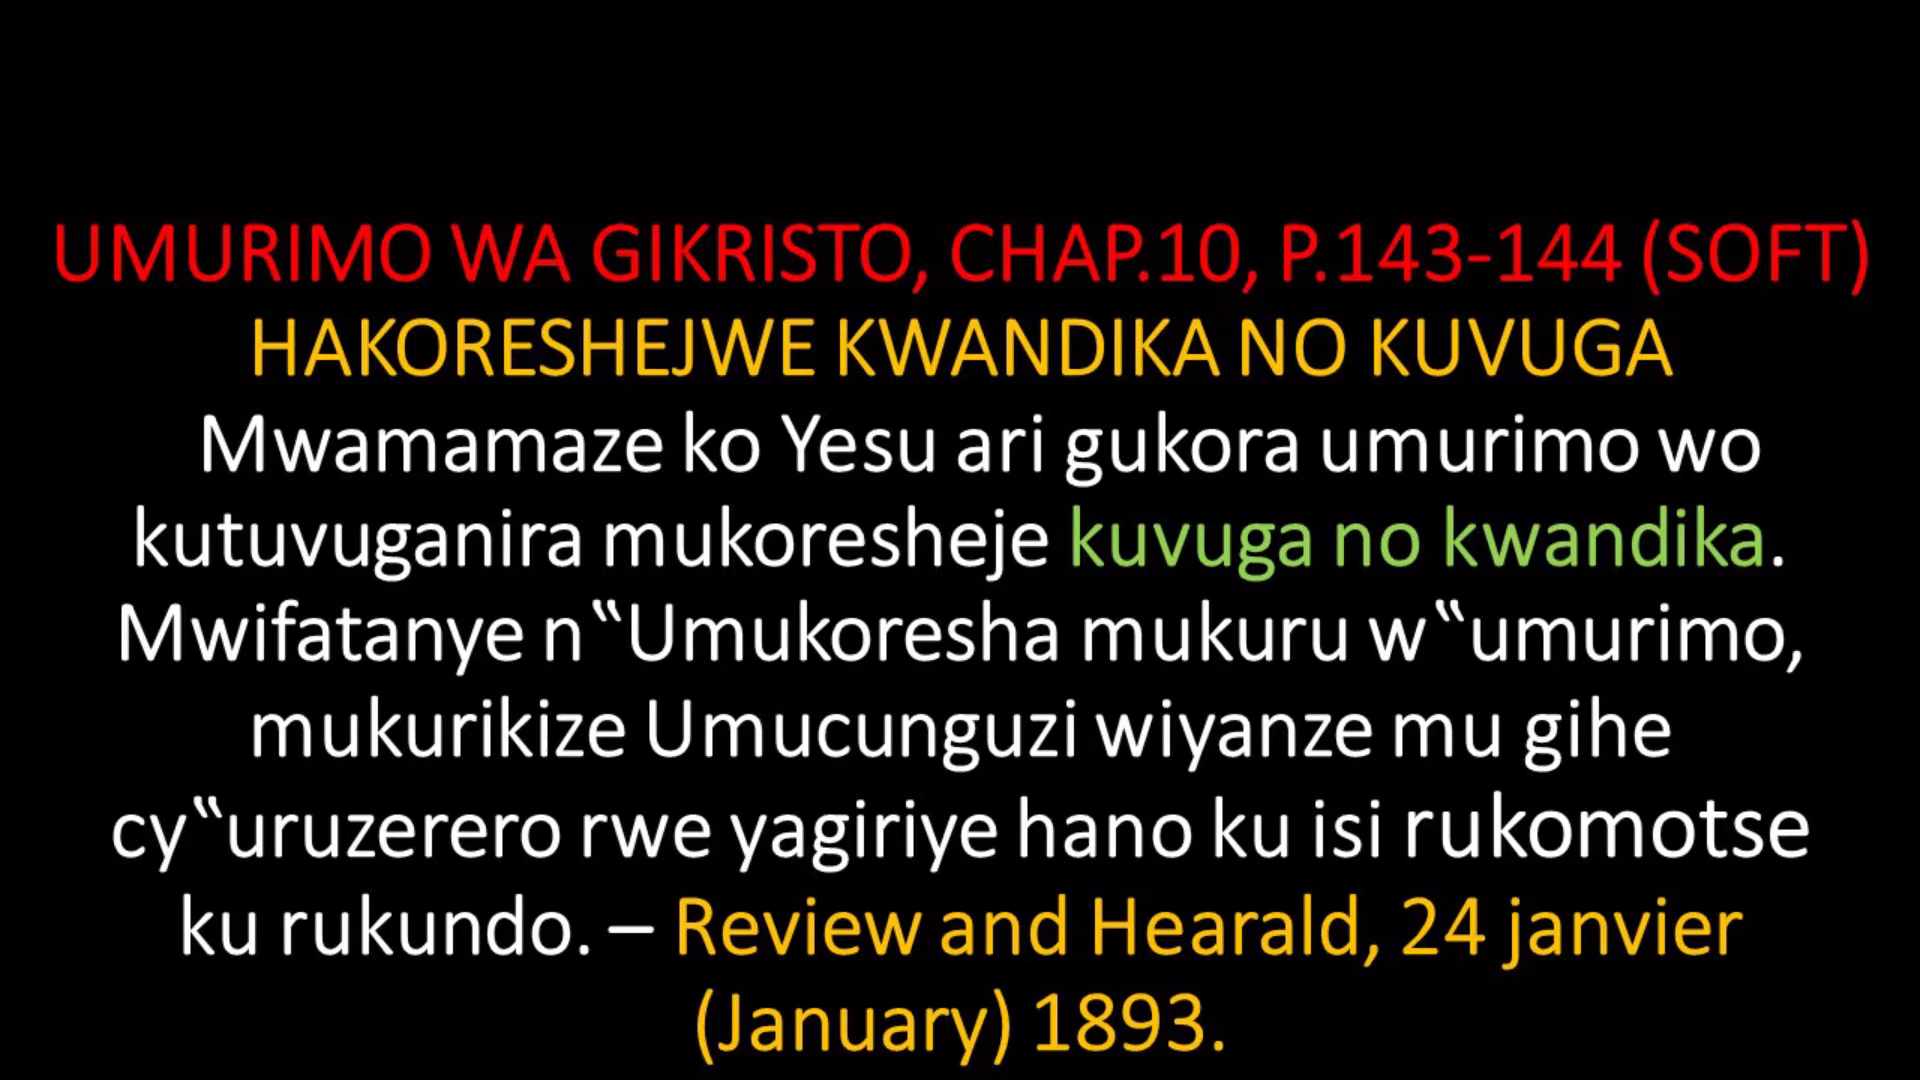 UMURIMO WA GIKRISTO, CHAP.10, P.143-144 (SOFT)
HAKORESHEJWE KWANDIKA NO KUVUGA
Mwamamaze ko Yesu ari gukora umurimo wo
kutuvuganira mukoresheje kuvuga no kwandika.
Mwifatanye n‟Umukoresha mukuru w‟umurimo,
mukurikize Umucunguzi wiyanze mu gihe
cy‟uruzerero rwe yagiriye hano ku isi rukomotse
ku rukundo. – Review and Hearald, 24 janvier
(January) 1893.